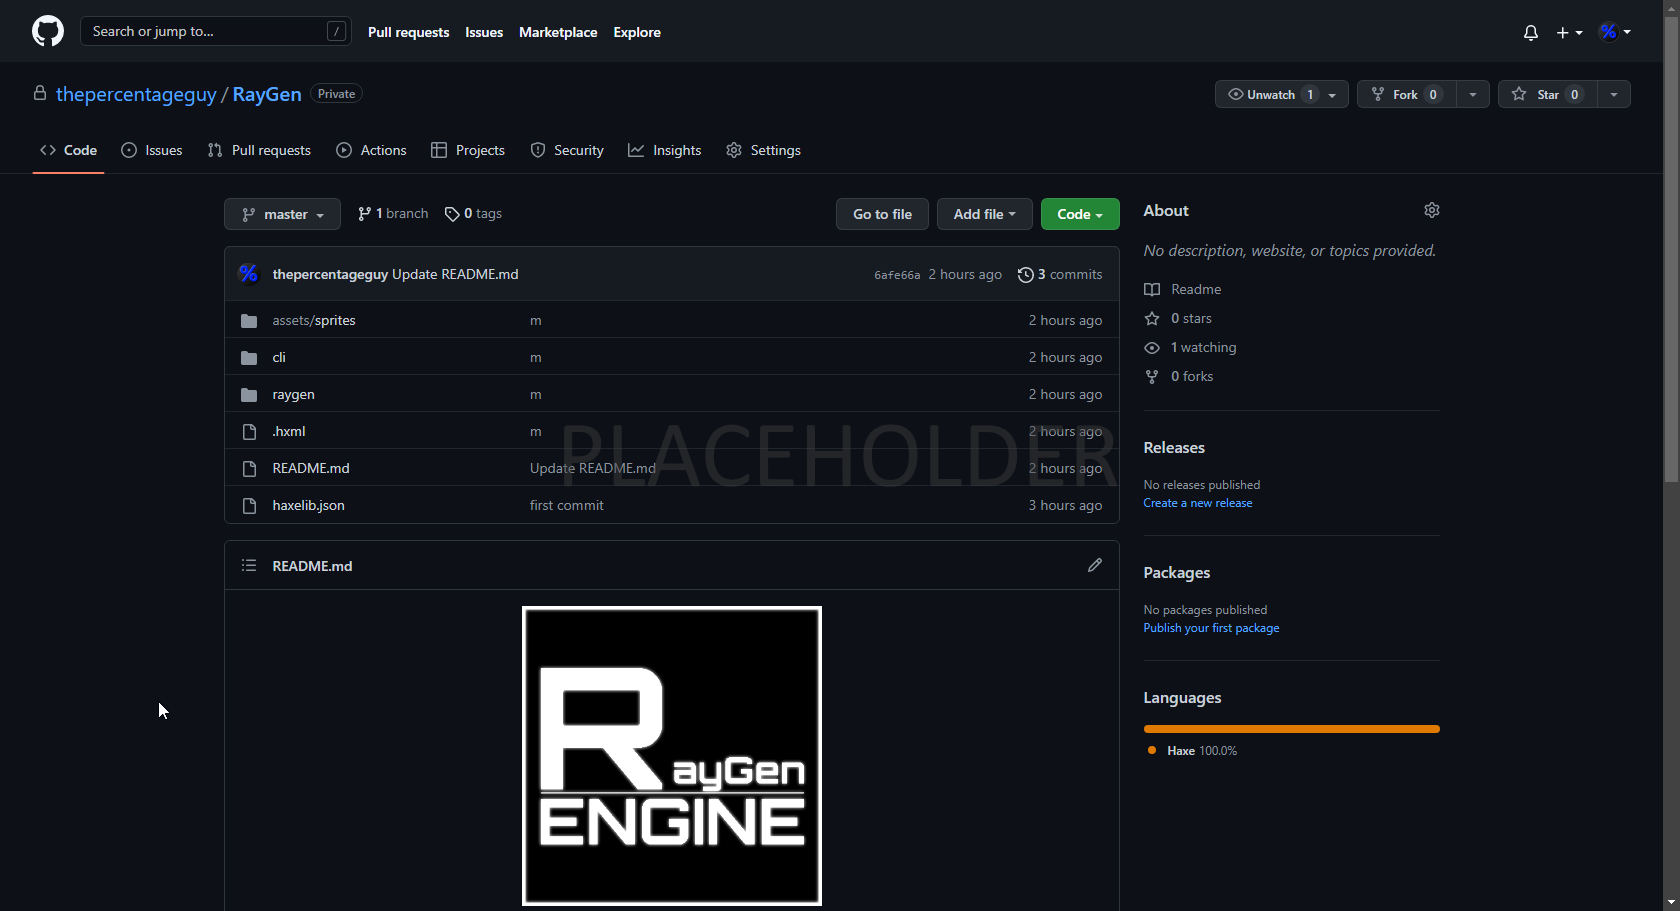 Search or jump to... /
Pull requests Issues Marketplace Explore
%
thepercentageguy / RayGen Private
Unwatch 1 Fork 0 Star 0
Code Issues Pull requests Actions Projects Security Insights Settings
master 1 branch 0 tags Go to file Add file Code
% thepercentageguy Update README.md 6afe66a 2 hours ago 3 commits
assets/sprites m 2 hours ago
cli m 2 hours ago
raygen m 2 hours ago
.hxml m 2 hours ago
PLACEHOLDER
README.md Update README.md 2 hours ago
haxelib.json first commit 3 hours ago
README.md
RayGen
ENGINE
About
No description, website, or topics provided.
Readme
0 stars
1 watching
0 forks
Releases
No releases published
Create a new release
Packages
No packages published
Publish your first package
Languages
Haxe 100.0%